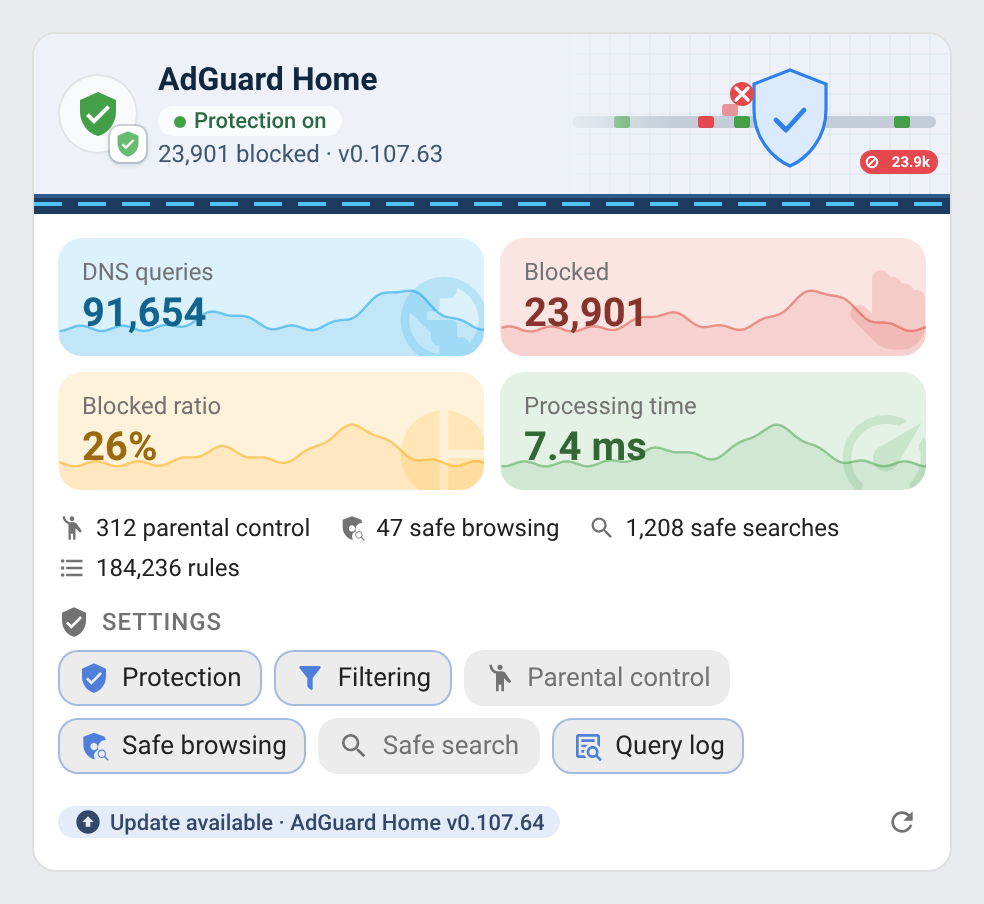 AdGuard Home
Protection on
23,901 blocked · v0.107.63
23.9k
DNS queries
91,654
Blocked
23,901
Blocked ratio
26%
Processing time
7.4 ms
312 parental control
47 safe browsing
1,208 safe searches
184,236 rules
SETTINGS
Protection
Filtering
Parental control
Safe browsing
Safe search
Query log
Update available · AdGuard Home v0.107.64